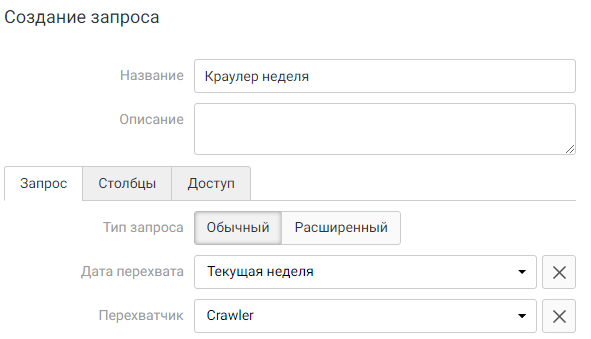 Создание запроса
Название Краулер неделя
Описание
Запрос Столбцы Доступ
Тип запроса Обычный Расширенный
Дата перехвата Текущая неделя
Перехватчик Crawler